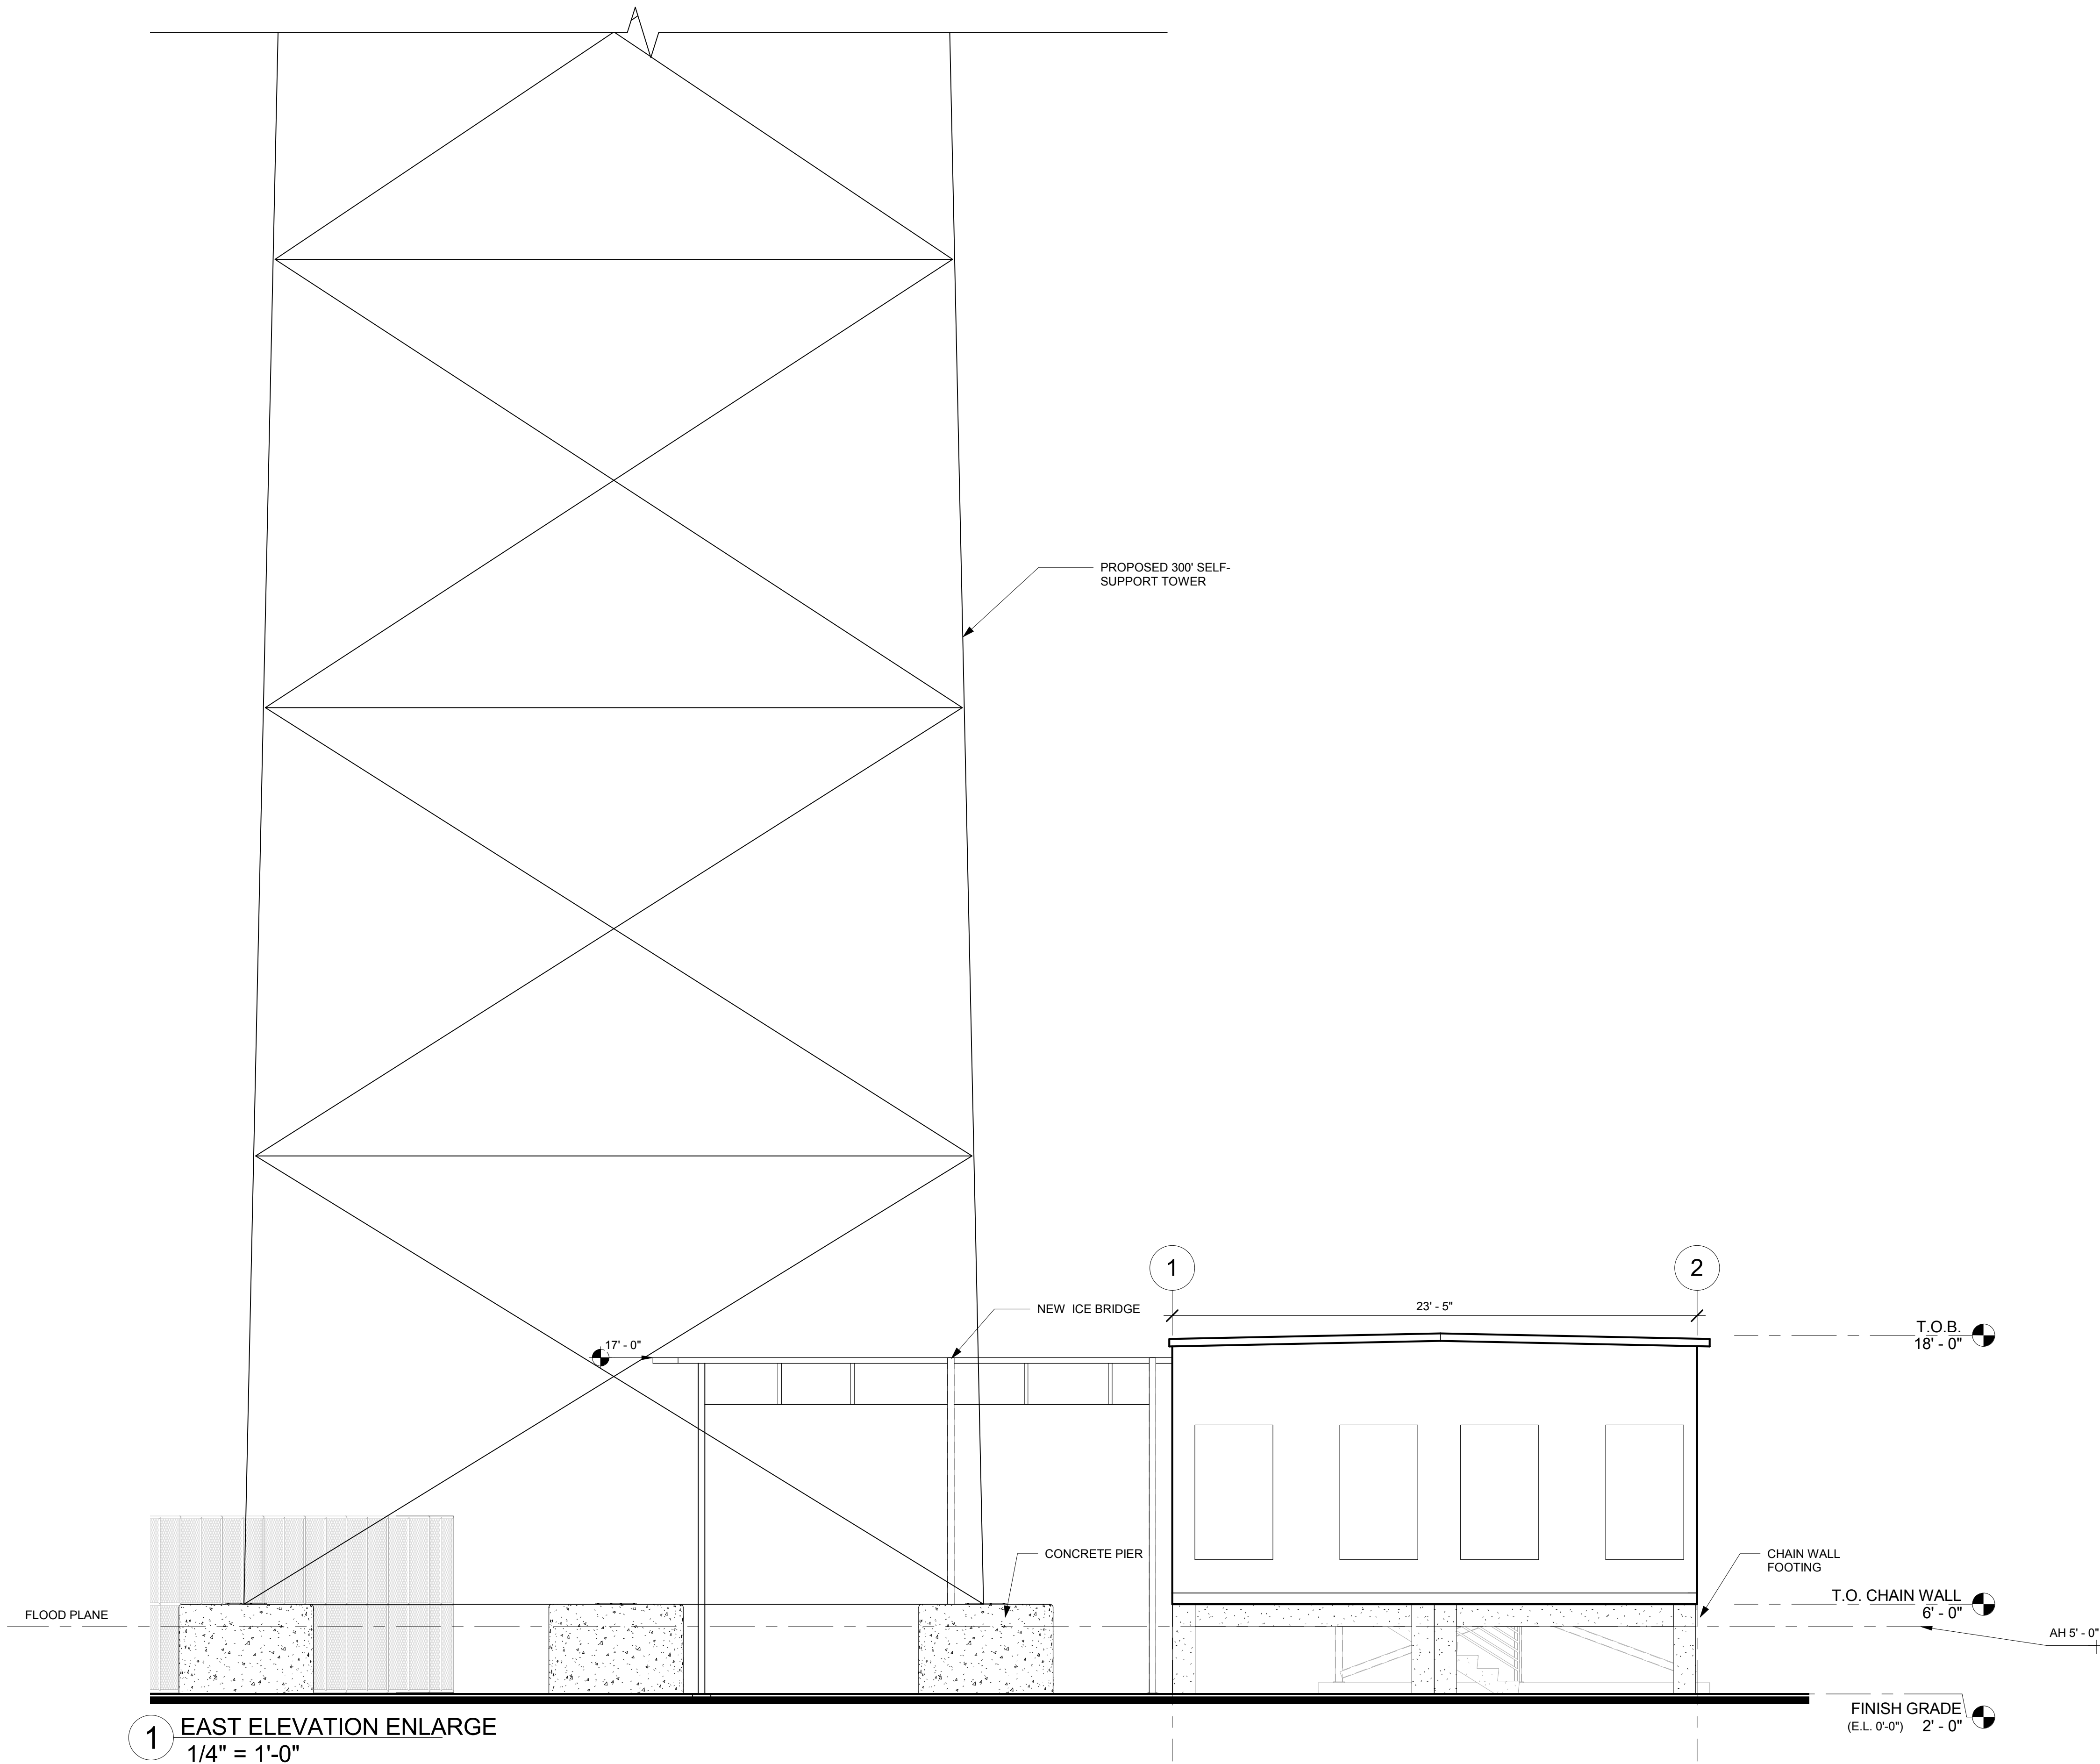 PROPOSED 300' SELF-
SUPPORT TOWER
1
2
23' - 5"
NEW ICE BRIDGE
17' - 0"
T.O.B.
18' - 0"
CONCRETE PIER
CHAIN WALL
FOOTING
T.O. CHAIN WALL
6' - 0"
FLOOD PLANE
AH 5' - 0"
FINISH GRADE
(E.L. 0'-0") 2' - 0"
1 EAST ELEVATION ENLARGE
1/4" = 1'-0"